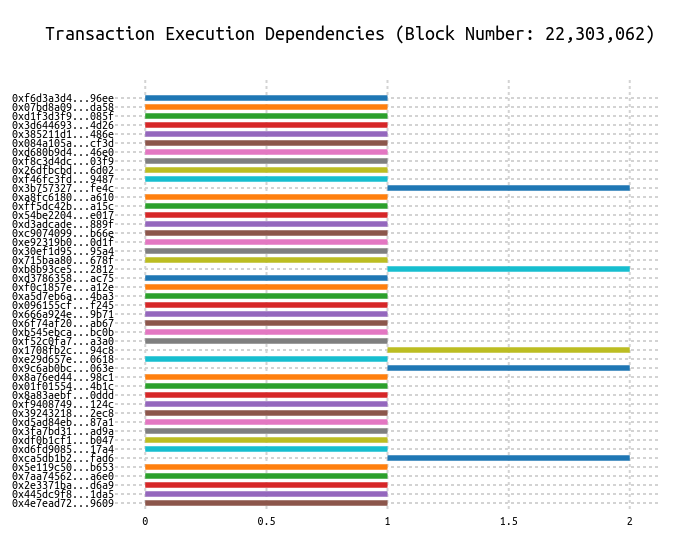 Transaction Execution Dependencies (Block Number: 22,303,062)
0xf6d3a3d4...96ee
0x07bd8a09...da58
0xd1f3d3f9...085f
0x3d644693...4d26
0x385211d1...486e
0x084a105a...cf3d
0xd680b9d4...46e0
0xf8c3d4dc...03f9
0x26dfbcbd...6d02
0xf46fc3fd...9487
0x3b757327...fe4c
0xa8fc6180...a610
0xff5dc42b...a15c
0x54be2204...e017
0xd3adcade...889f
0xc9074099...b66e
0xe92319b0...0d1f
0x30ef1d95...95a4
0x715baa80...678f
0xb8b93ce5...2812
0xd3786358...ac75
0xf0c1857e...a12e
0xa5d7eb6a...4ba3
0x096155cf...f245
0x666a924e...9b71
0x6f74af20...ab67
0xb545ebca...bc0b
0xf52c0fa7...a3a0
0x1708fb2c...94c8
0xe29d657e...0618
0x9c6ab0bc...063e
0x0a76ed44...98c1
0x01f01554...4b1c
0x8a83aebf...0ddd
0xf9408749...124c
0x39243218...2ec8
0xd5ad84eb...87a1
0x3fa7bd31...ad9a
0xdf0b1cf1...b047
0xd6fd9085...17a4
0xca5db1b2...fad6
0x5e119c50...b653
0x7aa74562...a6e0
0x2e3371ba...d6a9
0x445dc9f8...1da5
0x4e7ead72...9609
0 0.5 1 1.5 2